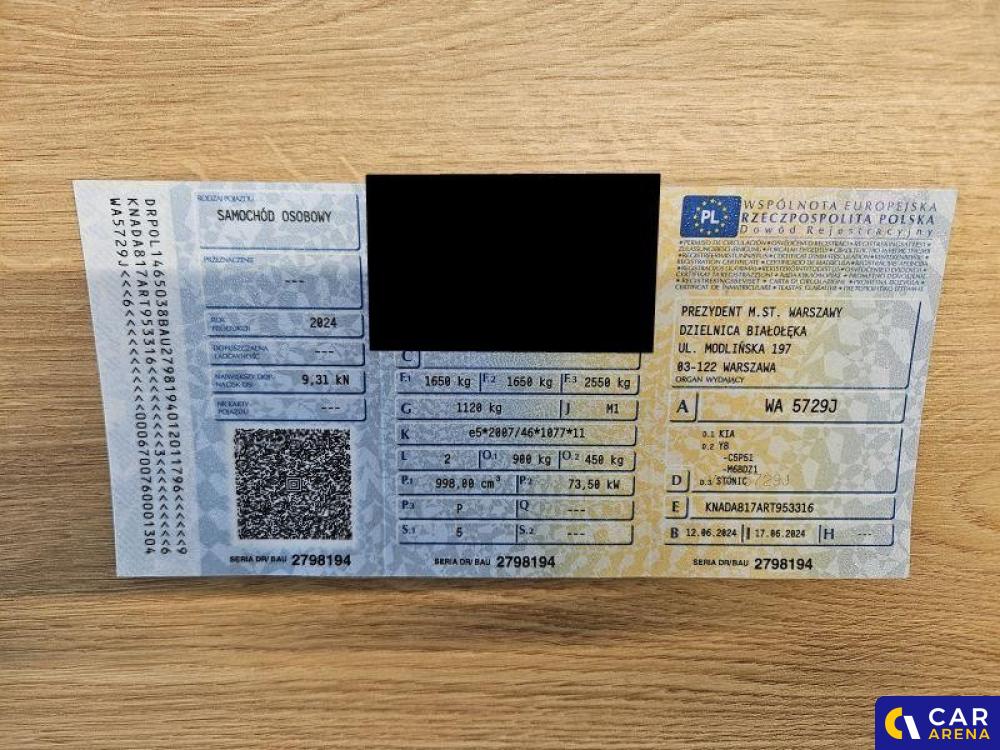 DRPOL1465038BAU27981940120117 96<<<<<<<9
KNADA817ART953316<<<<<<<<<<<<3<<<<<<<<<6
WA5729J<<<6<<<<<<<<<<<<<<<0006700760001304
RODZAJ POJAZDU
SAMOCHÓD OSOBOWY
PRZEZNACZENIE
---
ROK PRODUKCJI
2024
DOPUSZCZALNA ŁADOWNOŚĆ
---
NAJWIĘKSZY DOP. NACISK OSI
9,31 kN
NR KARTY POJAZDU
---
SERIA DR/BAU 2798194
C
F.1 1650 kg F.2 1650 kg F.3 2550 kg
G 1120 kg J M1
K e5*2007/46*1077*11
L 2 O.1 900 kg O.2 450 kg
P.1 998,00 cm³ P.2 73,50 kW
P.3 P Q ---
S.1 5 S.2 ---
SERIA DR/BAU 2798194
PL
WSPÓLNOTA EUROPEJSKA
RZECZPOSPOLITA POLSKA
Dowód Rejestracyjny
PREZYDENT M.ST. WARSZAWY
DZIELNICA BIAŁOŁĘKA
UL. MODLIŃSKA 197
03-122 WARSZAWA
ORGAN WYDAJĄCY
A WA 5729J
D.1 KIA
D.2 YB
-C5P51
-M6BDZ1
D D.3 STONIC
E KNADA817ART953316
B 12.06.2024 I 17.06.2024 H ---
SERIA DR/BAU 2798194
CAR
ARENA